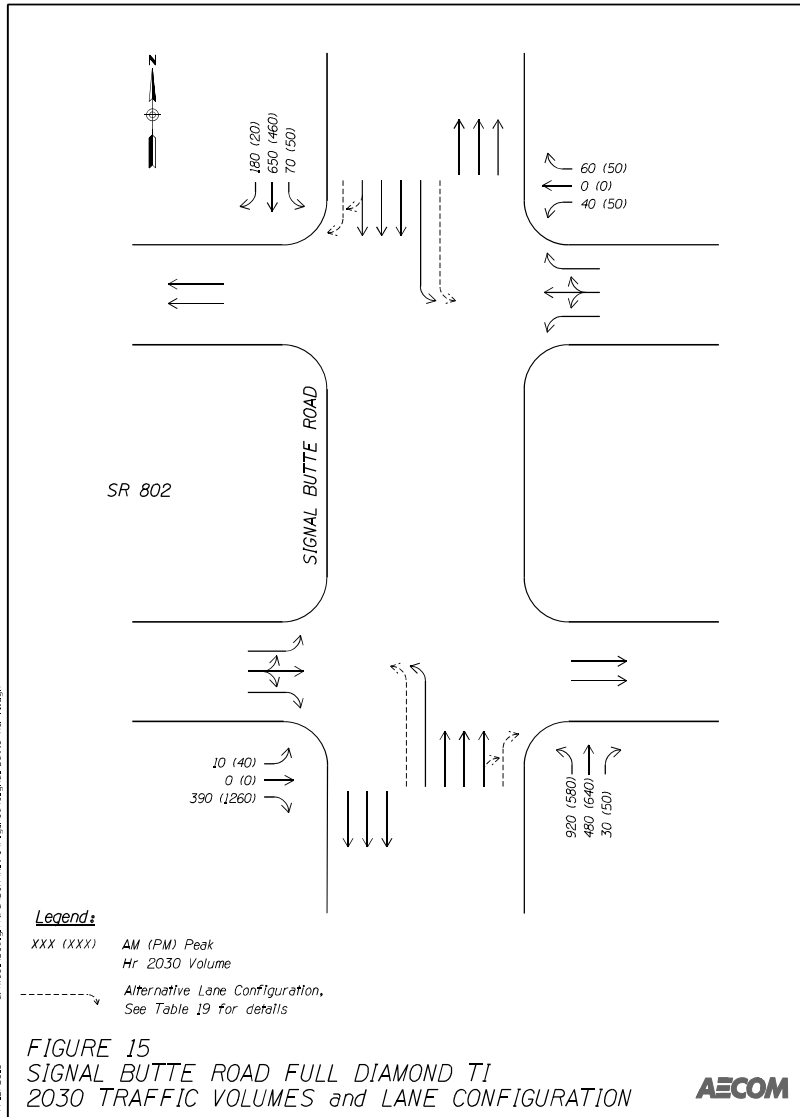 N
180 (20)
650 (460)
70 (50)
60 (50)
0 (0)
40 (50)
SIGNAL BUTTE ROAD
SR 802
10 (40)
0 (0)
390 (1260)
920 (580)
480 (640)
30 (50)
Legend:
XXX (XXX) AM (PM) Peak
Hr 2030 Volume
Alternative Lane Configuration,
See Table 19 for details
FIGURE 15
SIGNAL BUTTE ROAD FULL DIAMOND TI
2030 TRAFFIC VOLUMES and LANE CONFIGURATION
AECOM